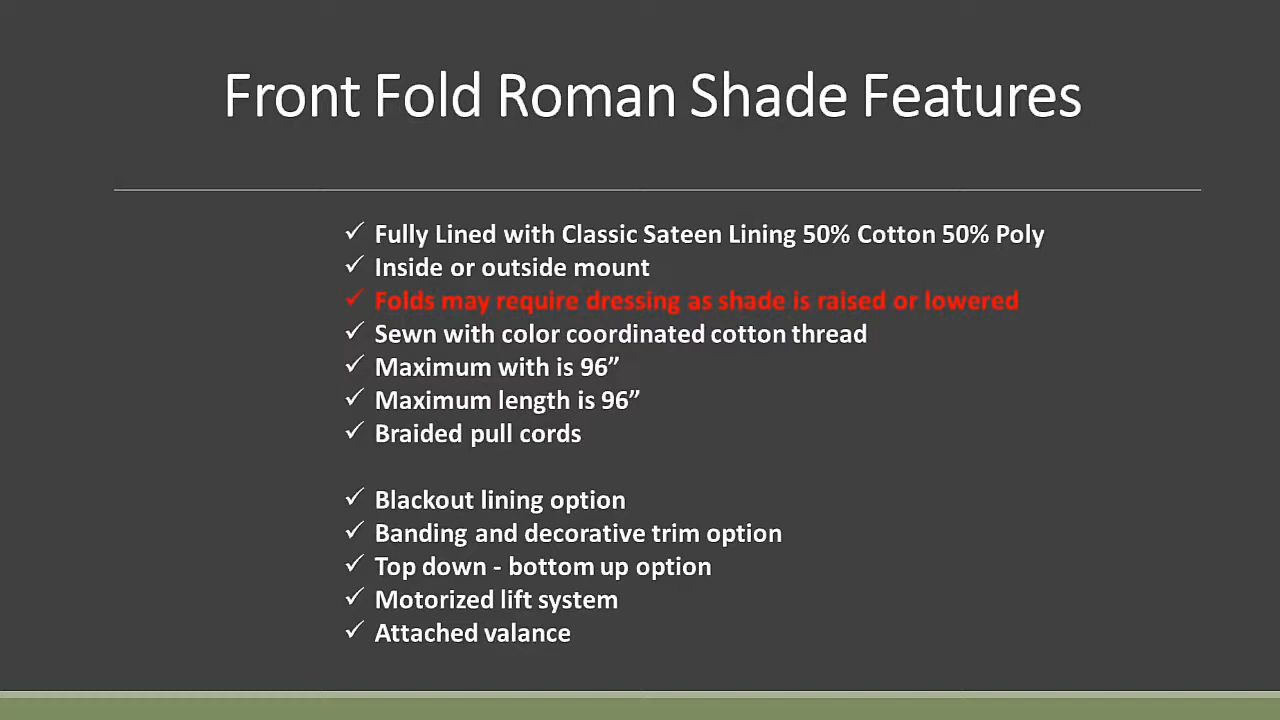 Front Fold Roman Shade Features
✓ Fully Lined with Classic Sateen Lining 50% Cotton 50% Poly
✓ Inside or outside mount
✓ Folds may require dressing as shade is raised or lowered
✓ Sewn with color coordinated cotton thread
✓ Maximum with is 96”
✓ Maximum length is 96”
✓ Braided pull cords
✓ Blackout lining option
✓ Banding and decorative trim option
✓ Top down - bottom up option
✓ Motorized lift system
✓ Attached valance